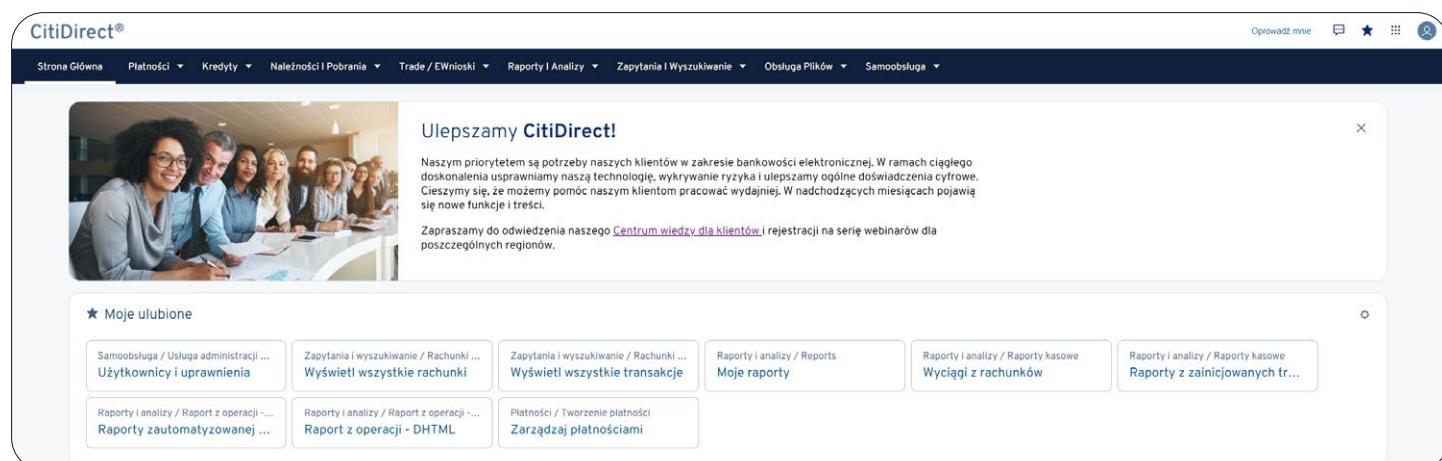 CitiDirect®
Oprowadź mnie
Strona Główna Płatności Kredyty Należności I Pobrania Trade / EWnioski Raporty I Analizy Zapytania I Wyszukiwanie Obsługa Plików Samoobsługa
Ulepszamy CitiDirect!
Naszym priorytetem są potrzeby naszych klientów w zakresie bankowości elektronicznej. W ramach ciągłego
doskonalenia usprawniamy naszą technologię, wykrywanie ryzyka i ulepszamy ogólne doświadczenia cyfrowe.
Cieszymy się, że możemy pomóc naszym klientom pracować wydajniej. W nadchodzących miesiącach pojawią
się nowe funkcje i treści.
Zapraszamy do odwiedzenia naszego Centrum wiedzy dla klientów i rejestracji na serię webinarów dla
poszczególnych regionów.
Moje ulubione
Samoobsługa / Usługa administracji ...
Użytkownicy i uprawnienia
Zapytania i wyszukiwanie / Rachunki ...
Wyświetl wszystkie rachunki
Zapytania i wyszukiwanie / Rachunki ...
Wyświetl wszystkie transakcje
Raporty i analizy / Reports
Moje raporty
Raporty i analizy / Raporty kasowe
Wyciągi z rachunków
Raporty i analizy / Raporty kasowe
Raporty z zainicjowanych tr...
Raporty i analizy / Raport z operacji -...
Raporty zautomatyzowanej ...
Raporty i analizy / Raport z operacji -...
Raport z operacji - DHTML
Płatności / Tworzenie płatności
Zarządzaj płatnościami